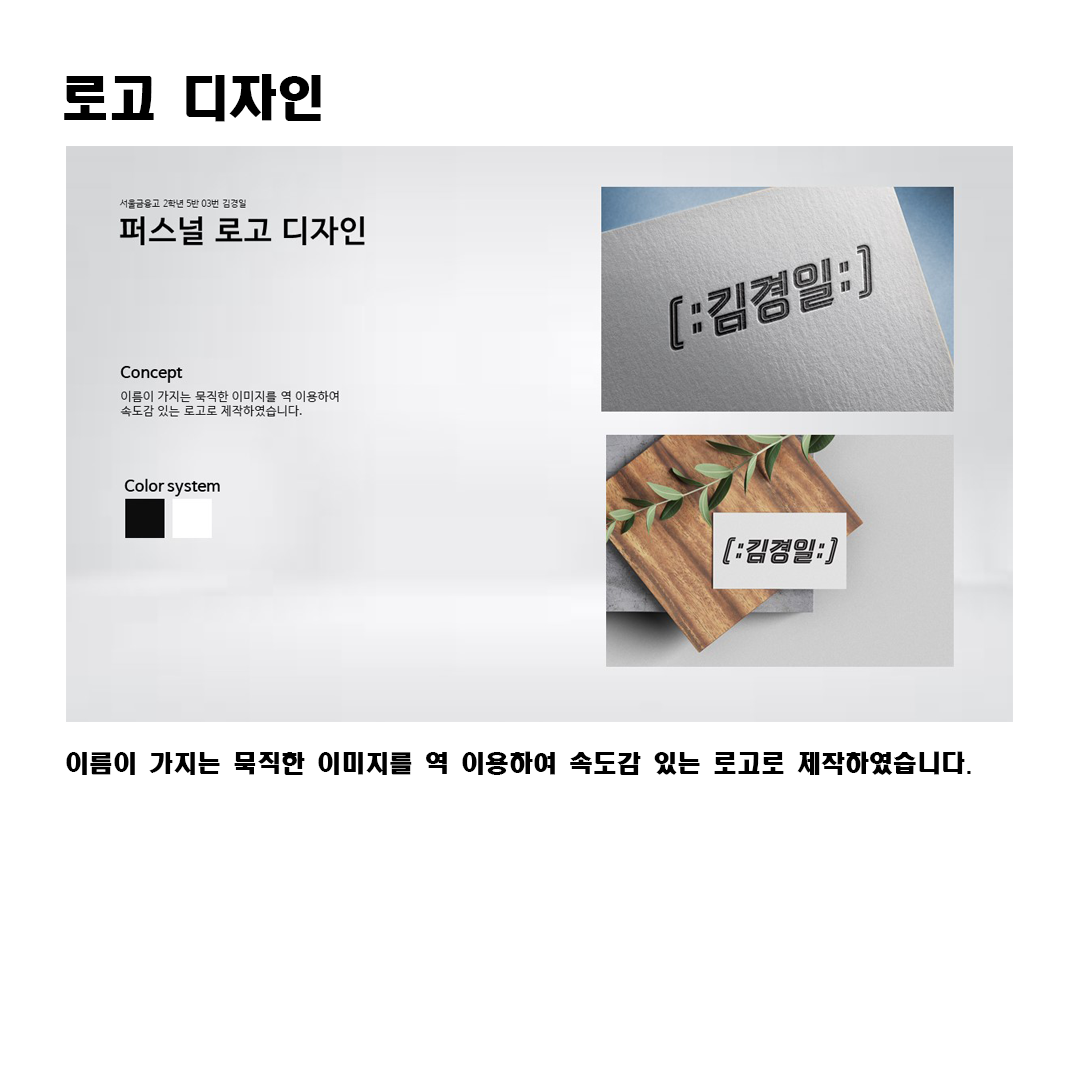 로고 디자인
서울금융고 2학년 5반 03번 김경일
퍼스널 로고 디자인
[:김경일:]
Concept
이름이 가지는 묵직한 이미지를 역 이용하여
속도감 있는 로고로 제작하였습니다.
Color system
[:김경일:]
이름이 가지는 묵직한 이미지를 역 이용하여 속도감 있는 로고로 제작하였습니다.